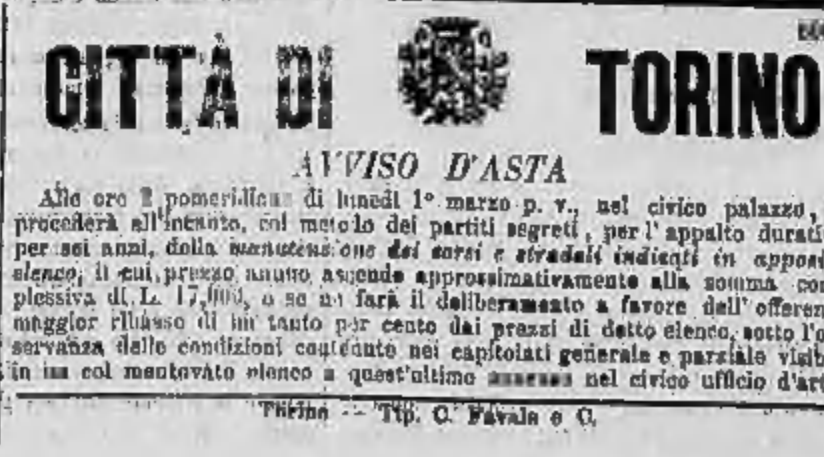 CITTÀ DI TORINO
AVVISO D'ASTA
Alle ore 2 pomeridiane di lunedì 1° marzo p. v., nel civico palazzo,
procederà all'incanto, col metodo dei partiti segreti, per l'appalto durati
per sei anni, della manutenzione dei corsi e stradali indicati in apposi
elenco, il cui prezzo annuo ascende approssimativamente alla somma com
plessiva di L. 17,000, e se ne farà il deliberamento a favore dell'offeren
maggior ribasso di un tanto per cento dai prezzi di detto elenco, sotto l'o
servanza delle condizioni contenute nei capitolati generale e parziale visib
in un col mentovato elenco a quest'ultimo nel civico ufficio d'art
Torino — Tip. C. Favale e C.